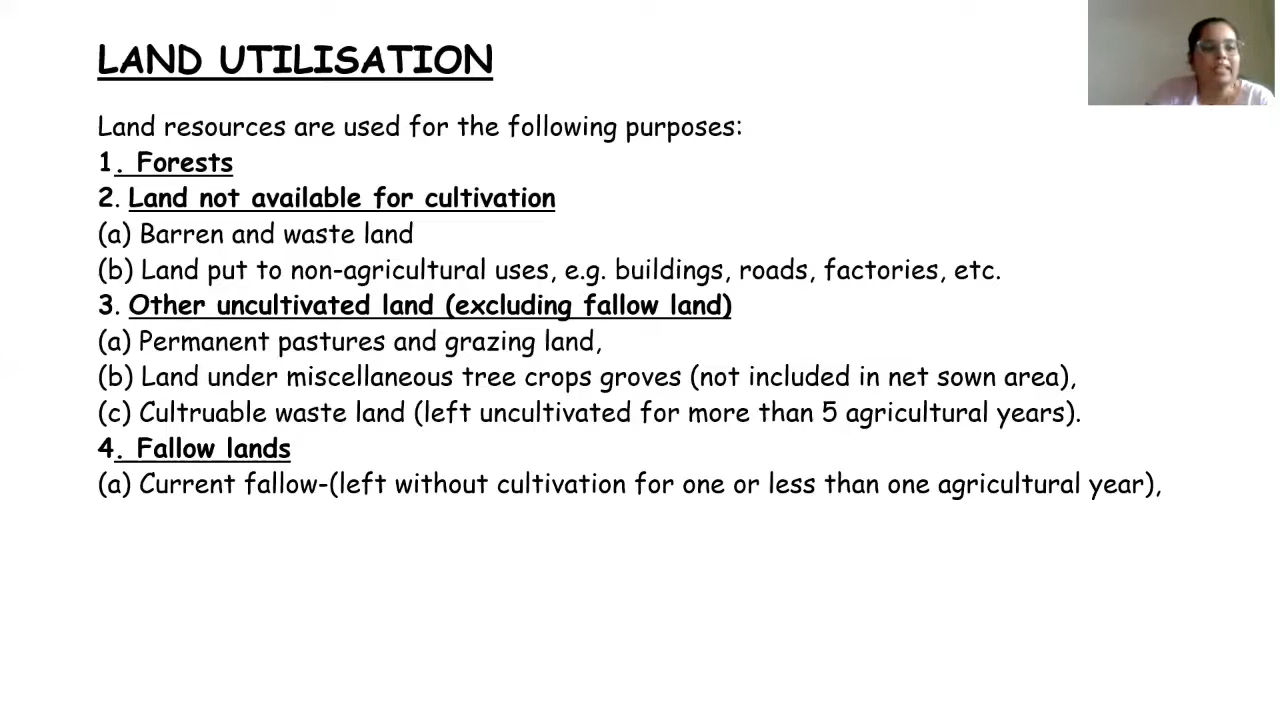 LAND UTILISATION
Land resources are used for the following purposes:
1. Forests
2. Land not available for cultivation
(a) Barren and waste land
(b) Land put to non-agricultural uses, e.g. buildings, roads, factories, etc.
3. Other uncultivated land (excluding fallow land)
(a) Permanent pastures and grazing land,
(b) Land under miscellaneous tree crops groves (not included in net sown area),
(c) Cultruable waste land (left uncultivated for more than 5 agricultural years).
4. Fallow lands
(a) Current fallow-(left without cultivation for one or less than one agricultural year),